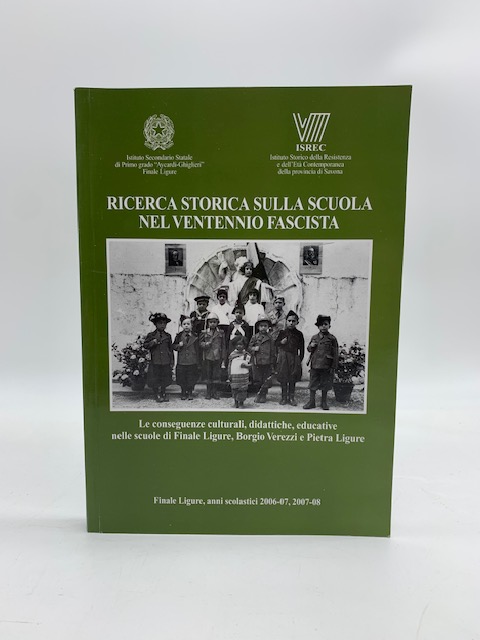 Istituto Secondario Statale
di Primo grado "Aycardi-Ghiglieri"
Finale Ligure
ISREC
Istituto Storico della Resistenza
e dell'Età Contemporanea
della provincia di Savona
RICERCA STORICA SULLA SCUOLA
NEL VENTENNIO FASCISTA
Le conseguenze culturali, didattiche, educative
nelle scuole di Finale Ligure, Borgio Verezzi e Pietra Ligure
Finale Ligure, anni scolastici 2006-07, 2007-08